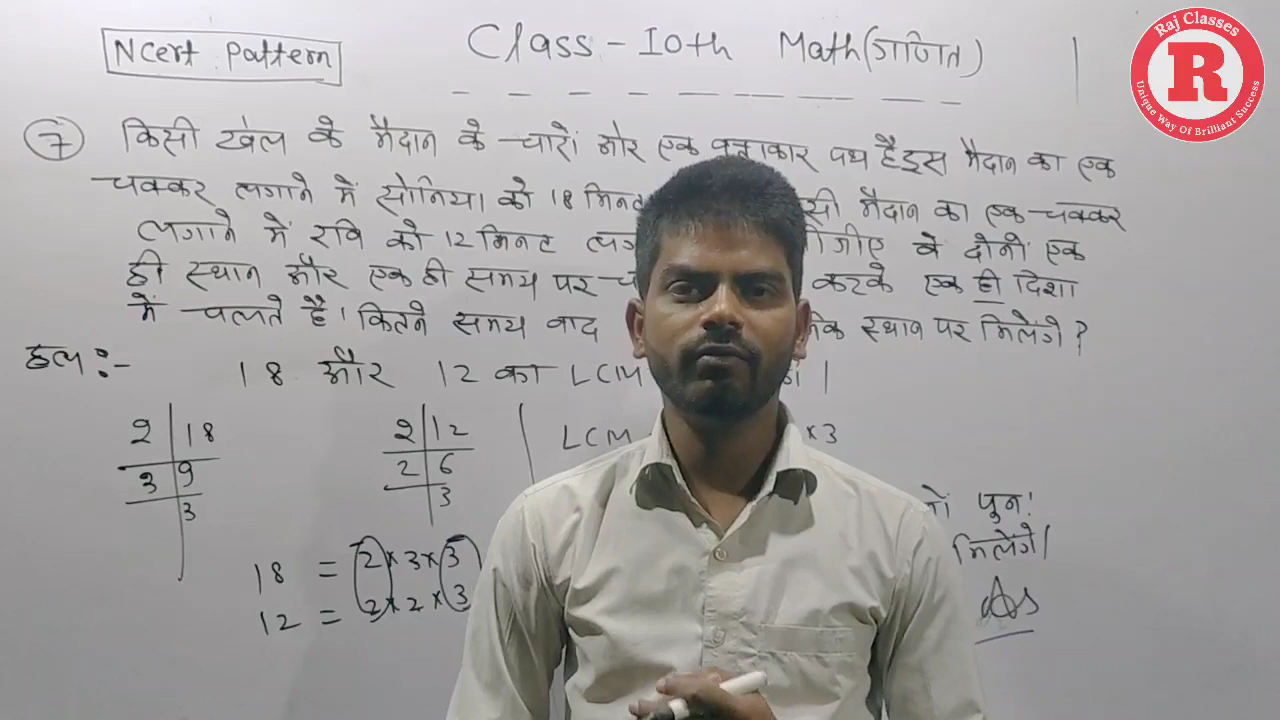 Raj Classes
R
Unique Way Of Brilliant Success
Ncert Pattern
Class-10th Math(गणित)
7 किसी खेल के मैदान के चारों ओर एक वृत्ताकार पथ है इस मैदान का एक
चक्कर लगाने में सोनिया को 18 मिनट मैदान का एक चक्कर
लगाने में रवि को 12 मिनट वे दोनों एक
ही स्थान और एक ही समय पर करके एक ही दिशा
में चलते है। कितने समय बाद स्थान पर मिलेंगे?
हल:- 18 और 12 का LCM
2 18
3 9
3
2 12
2 6
3
LCM ×3
पुन:
मिलेंगे।
Ans
18 = 2×3×3
12 = 2×2×3